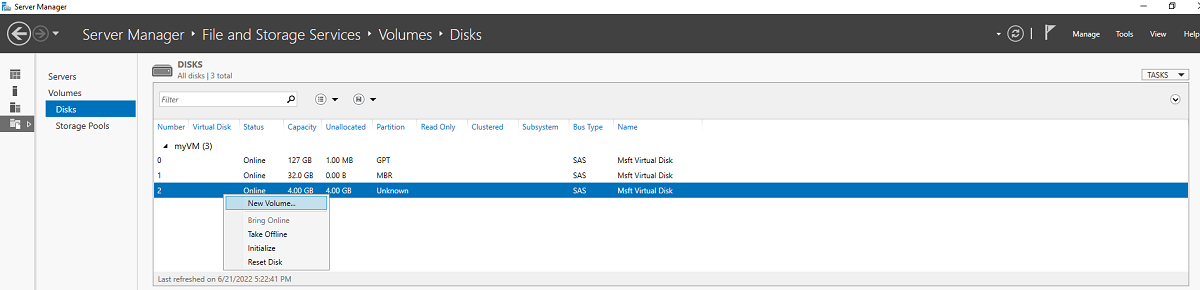 Server Manager
Server Manager ‣ File and Storage Services ‣ Volumes ‣ Disks
Manage Tools View Help
Servers
Volumes
Disks
Storage Pools
DISKS
All disks | 3 total
TASKS
Filter
Number Virtual Disk Status Capacity Unallocated Partition Read Only Clustered Subsystem Bus Type Name
myVM (3)
0 Online 127 GB 1.00 MB GPT SAS Msft Virtual Disk
1 Online 32.0 GB 0.00 B MBR SAS Msft Virtual Disk
2 Online 4.00 GB 4.00 GB Unknown SAS Msft Virtual Disk
New Volume...
Bring Online
Take Offline
Initialize
Reset Disk
Last refreshed on 6/21/2022 5:22:41 PM